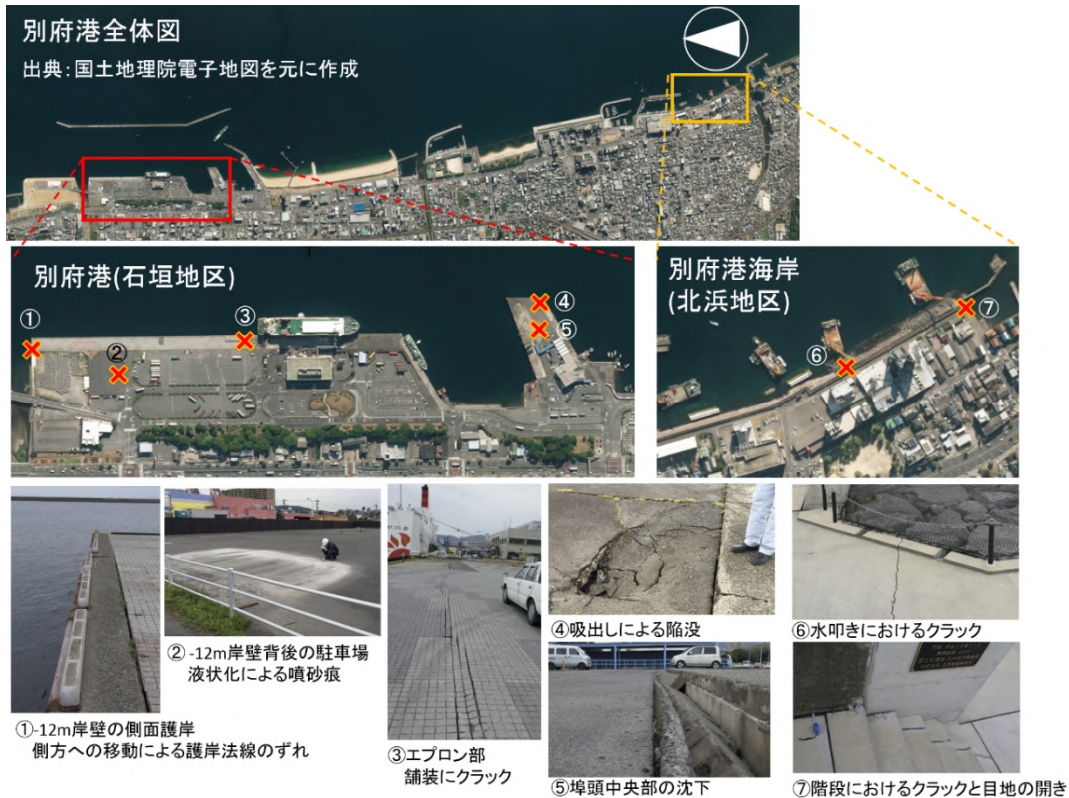 別府港全体図
出典:国土地理院電子地図を元に作成
別府港(石垣地区)
別府港海岸
(北浜地区)
①
②
③
④
⑤
⑥
⑦
①-12m岸壁の側面護岸
側方への移動による護岸法線のずれ
② -12m岸壁背後の駐車場
液状化による噴砂痕
③エプロン部
舗装にクラック
④吸出しによる陥没
⑤埠頭中央部の沈下
⑥水叩きにおけるクラック
⑦階段におけるクラックと目地の開き